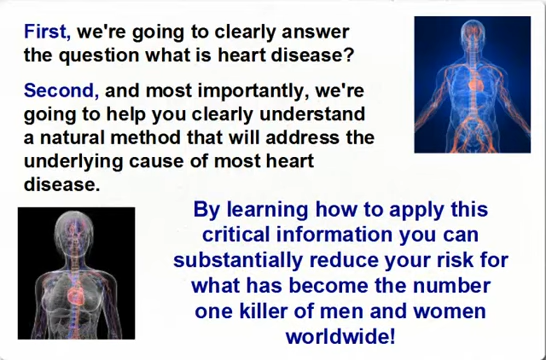 First, we're going to clearly answer
the question what is heart disease?
Second, and most importantly, we're
going to help you clearly understand
a natural method that will address the
underlying cause of most heart
disease.
By learning how to apply this
critical information you can
substantially reduce your risk for
what has become the number
one killer of men and women
worldwide!